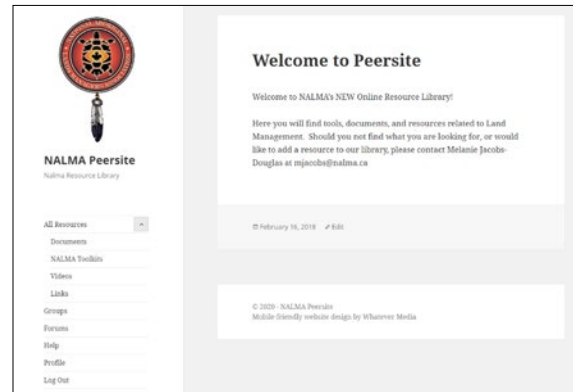 NALMA Peersite
Nalma Resource Library
All Resources
Documents
NALMA Toolkits
Videos
Links
Groups
Forums
Help
Profile
Log Out
Welcome to Peersite
Welcome to NALMA's NEW Online Resource Library!
Here you will find tools, documents, and resources related to Land
Management. Should you not find what you are looking for, or would
like to add a resource to our library, please contact Melanie Jacobs-
Douglas at mjacobs@nalma.ca
February 16, 2018 Edit
© 2020 - NALMA Peersite
Mobile-friendly website design by Whatever Media